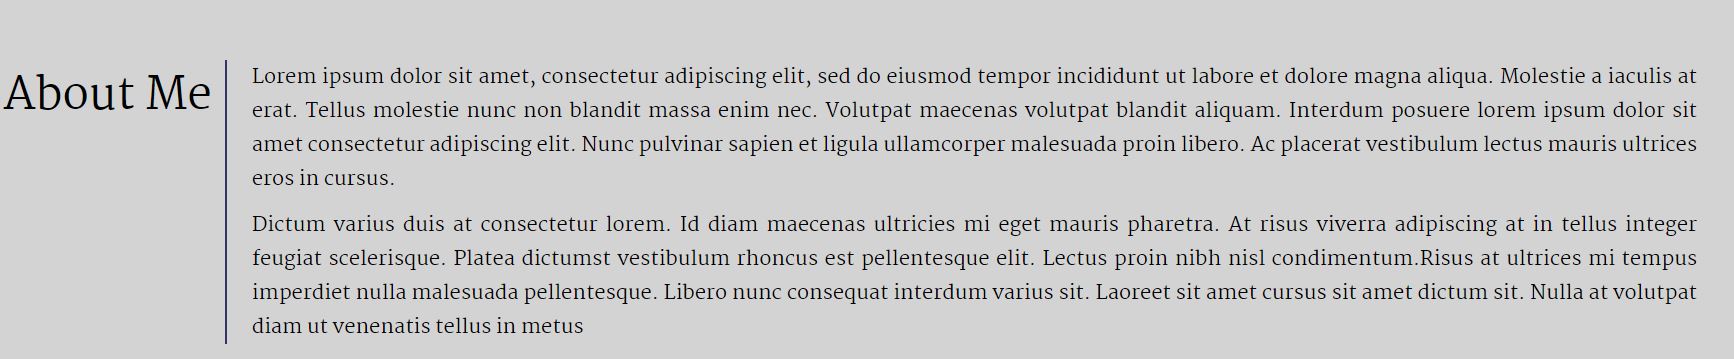 About Me
Lorem ipsum dolor sit amet, consectetur adipiscing elit, sed do eiusmod tempor incididunt ut labore et dolore magna aliqua. Molestie a iaculis at
erat. Tellus molestie nunc non blandit massa enim nec. Volutpat maecenas volutpat blandit aliquam. Interdum posuere lorem ipsum dolor sit
amet consectetur adipiscing elit. Nunc pulvinar sapien et ligula ullamcorper malesuada proin libero. Ac placerat vestibulum lectus mauris ultrices
eros in cursus.
Dictum varius duis at consectetur lorem. Id diam maecenas ultricies mi eget mauris pharetra. At risus viverra adipiscing at in tellus integer
feugiat scelerisque. Platea dictumst vestibulum rhoncus est pellentesque elit. Lectus proin nibh nisl condimentum.Risus at ultrices mi tempus
imperdiet nulla malesuada pellentesque. Libero nunc consequat interdum varius sit. Laoreet sit amet cursus sit amet dictum sit. Nulla at volutpat
diam ut venenatis tellus in metus